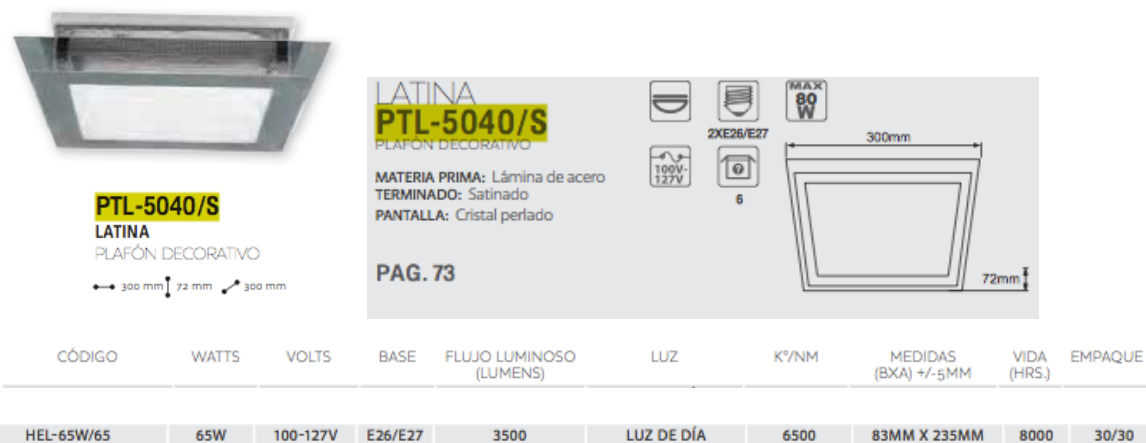 PTL-5040/S
LATINA
PLAFÓN DECORATIVO
300 mm 72 mm 300 mm
LATINA
PTL-5040/S
PLAFÓN DECORATIVO
MATERIA PRIMA: Lámina de acero
TERMINADO: Satinado
PANTALLA: Cristal perlado
PAG. 73
2XE26/E27
MAX
80
W
100V-
127V
6
300mm
72mm
CÓDIGO WATTS VOLTS BASE FLUJO LUMINOSO (LUMENS) LUZ K°/NM MEDIDAS (BXA) +/-5MM VIDA (HRS.) EMPAQUE
HEL-65W/65 65W 100-127V E26/E27 3500 LUZ DE DÍA 6500 83MM X 235MM 8000 30/30